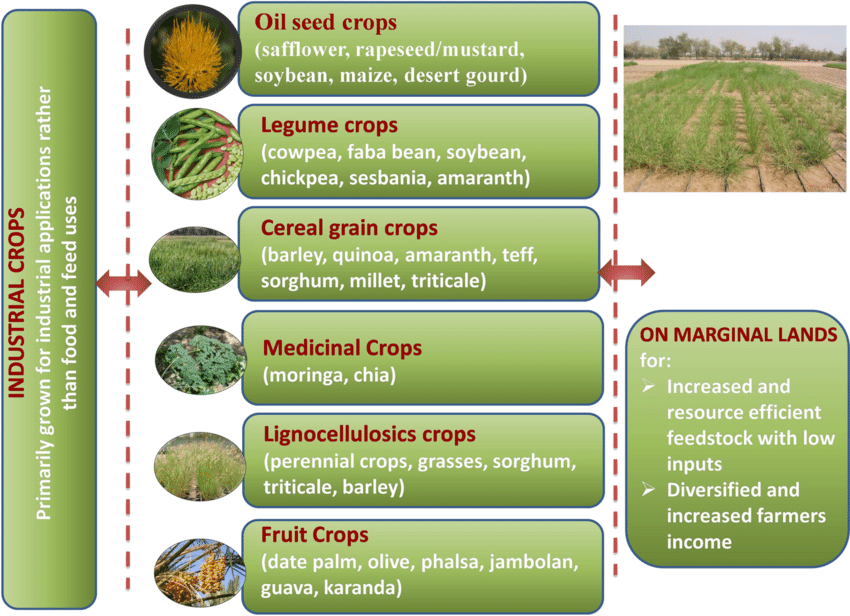 INDUSTRIAL CROPS
Primarily grown for industrial applications rather
than food and feed uses
Oil seed crops
(safflower, rapeseed/mustard,
soybean, maize, desert gourd)
Legume crops
(cowpea, faba bean, soybean,
chickpea, sesbania, amaranth)
Cereal grain crops
(barley, quinoa, amaranth, teff,
sorghum, millet, triticale)
Medicinal Crops
(moringa, chia)
Lignocellulosics crops
(perennial crops, grasses, sorghum,
triticale, barley)
Fruit Crops
(date palm, olive, phalsa, jambolan,
guava, karanda)
ON MARGINAL LANDS
for:
➢ Increased and
resource efficient
feedstock with low
inputs
➢ Diversified and
increased farmers
income